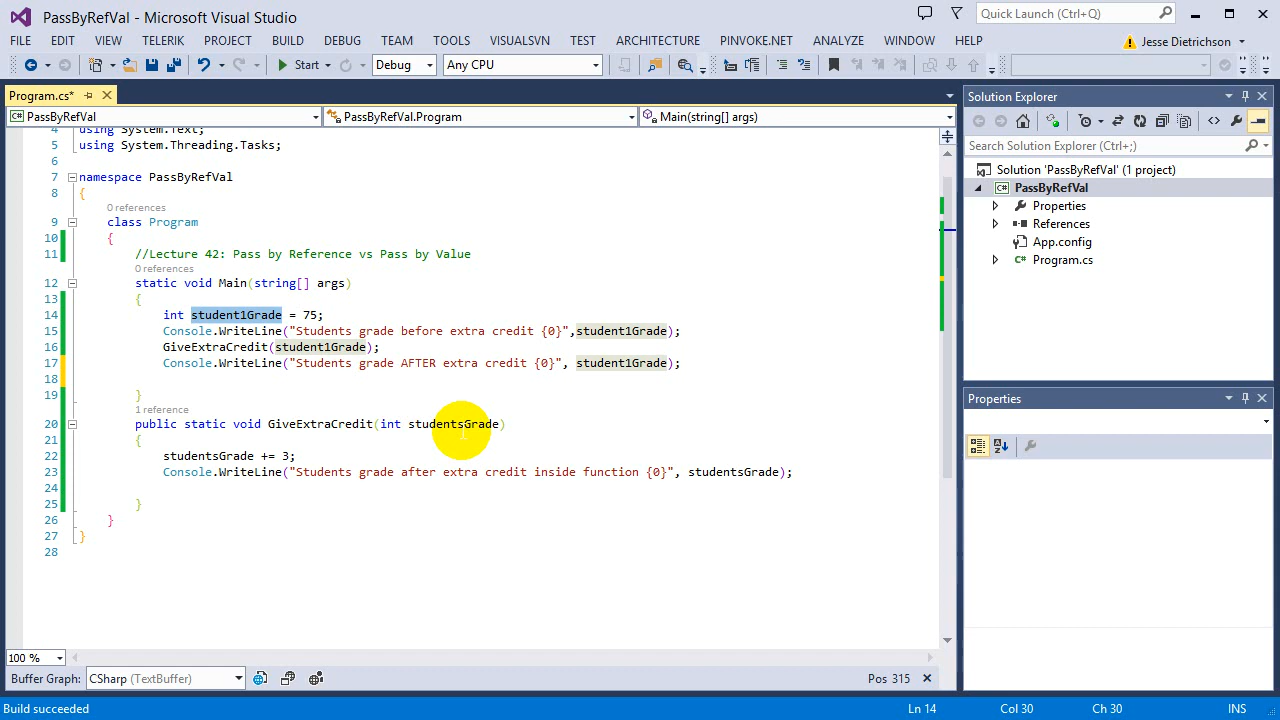 PassByRefVal - Microsoft Visual Studio
Quick Launch (Ctrl+Q)
FILE EDIT VIEW TELERIK PROJECT BUILD DEBUG TEAM TOOLS VISUALSVN TEST ARCHITECTURE PINVOKE.NET ANALYZE WINDOW HELP
Jesse Dietrichson
Start Debug Any CPU
Program.cs*
PassByRefVal PassByRefVal.Program Main(string[] args)
4 using System.Text;
5 using System.Threading.Tasks;
6
7 namespace PassByRefVal
8 {
0 references
9 class Program
10 {
11 //Lecture 42: Pass by Reference vs Pass by Value
0 references
12 static void Main(string[] args)
13 {
14 int student1Grade = 75;
15 Console.WriteLine("Students grade before extra credit {0}",student1Grade);
16 GiveExtraCredit(student1Grade);
17 Console.WriteLine("Students grade AFTER extra credit {0}", student1Grade);
18
19 }
1 reference
20 public static void GiveExtraCredit(int studentsGrade)
21 {
22 studentsGrade += 3;
23 Console.WriteLine("Students grade after extra credit inside function {0}", studentsGrade);
24
25 }
26 }
27 }
28
100 %
Buffer Graph: CSharp (TextBuffer) Pos 315
Solution Explorer
Search Solution Explorer (Ctrl+;)
Solution 'PassByRefVal' (1 project)
C# PassByRefVal
Properties
References
App.config
C# Program.cs
Properties
Build succeeded Ln 14 Col 30 Ch 30 INS